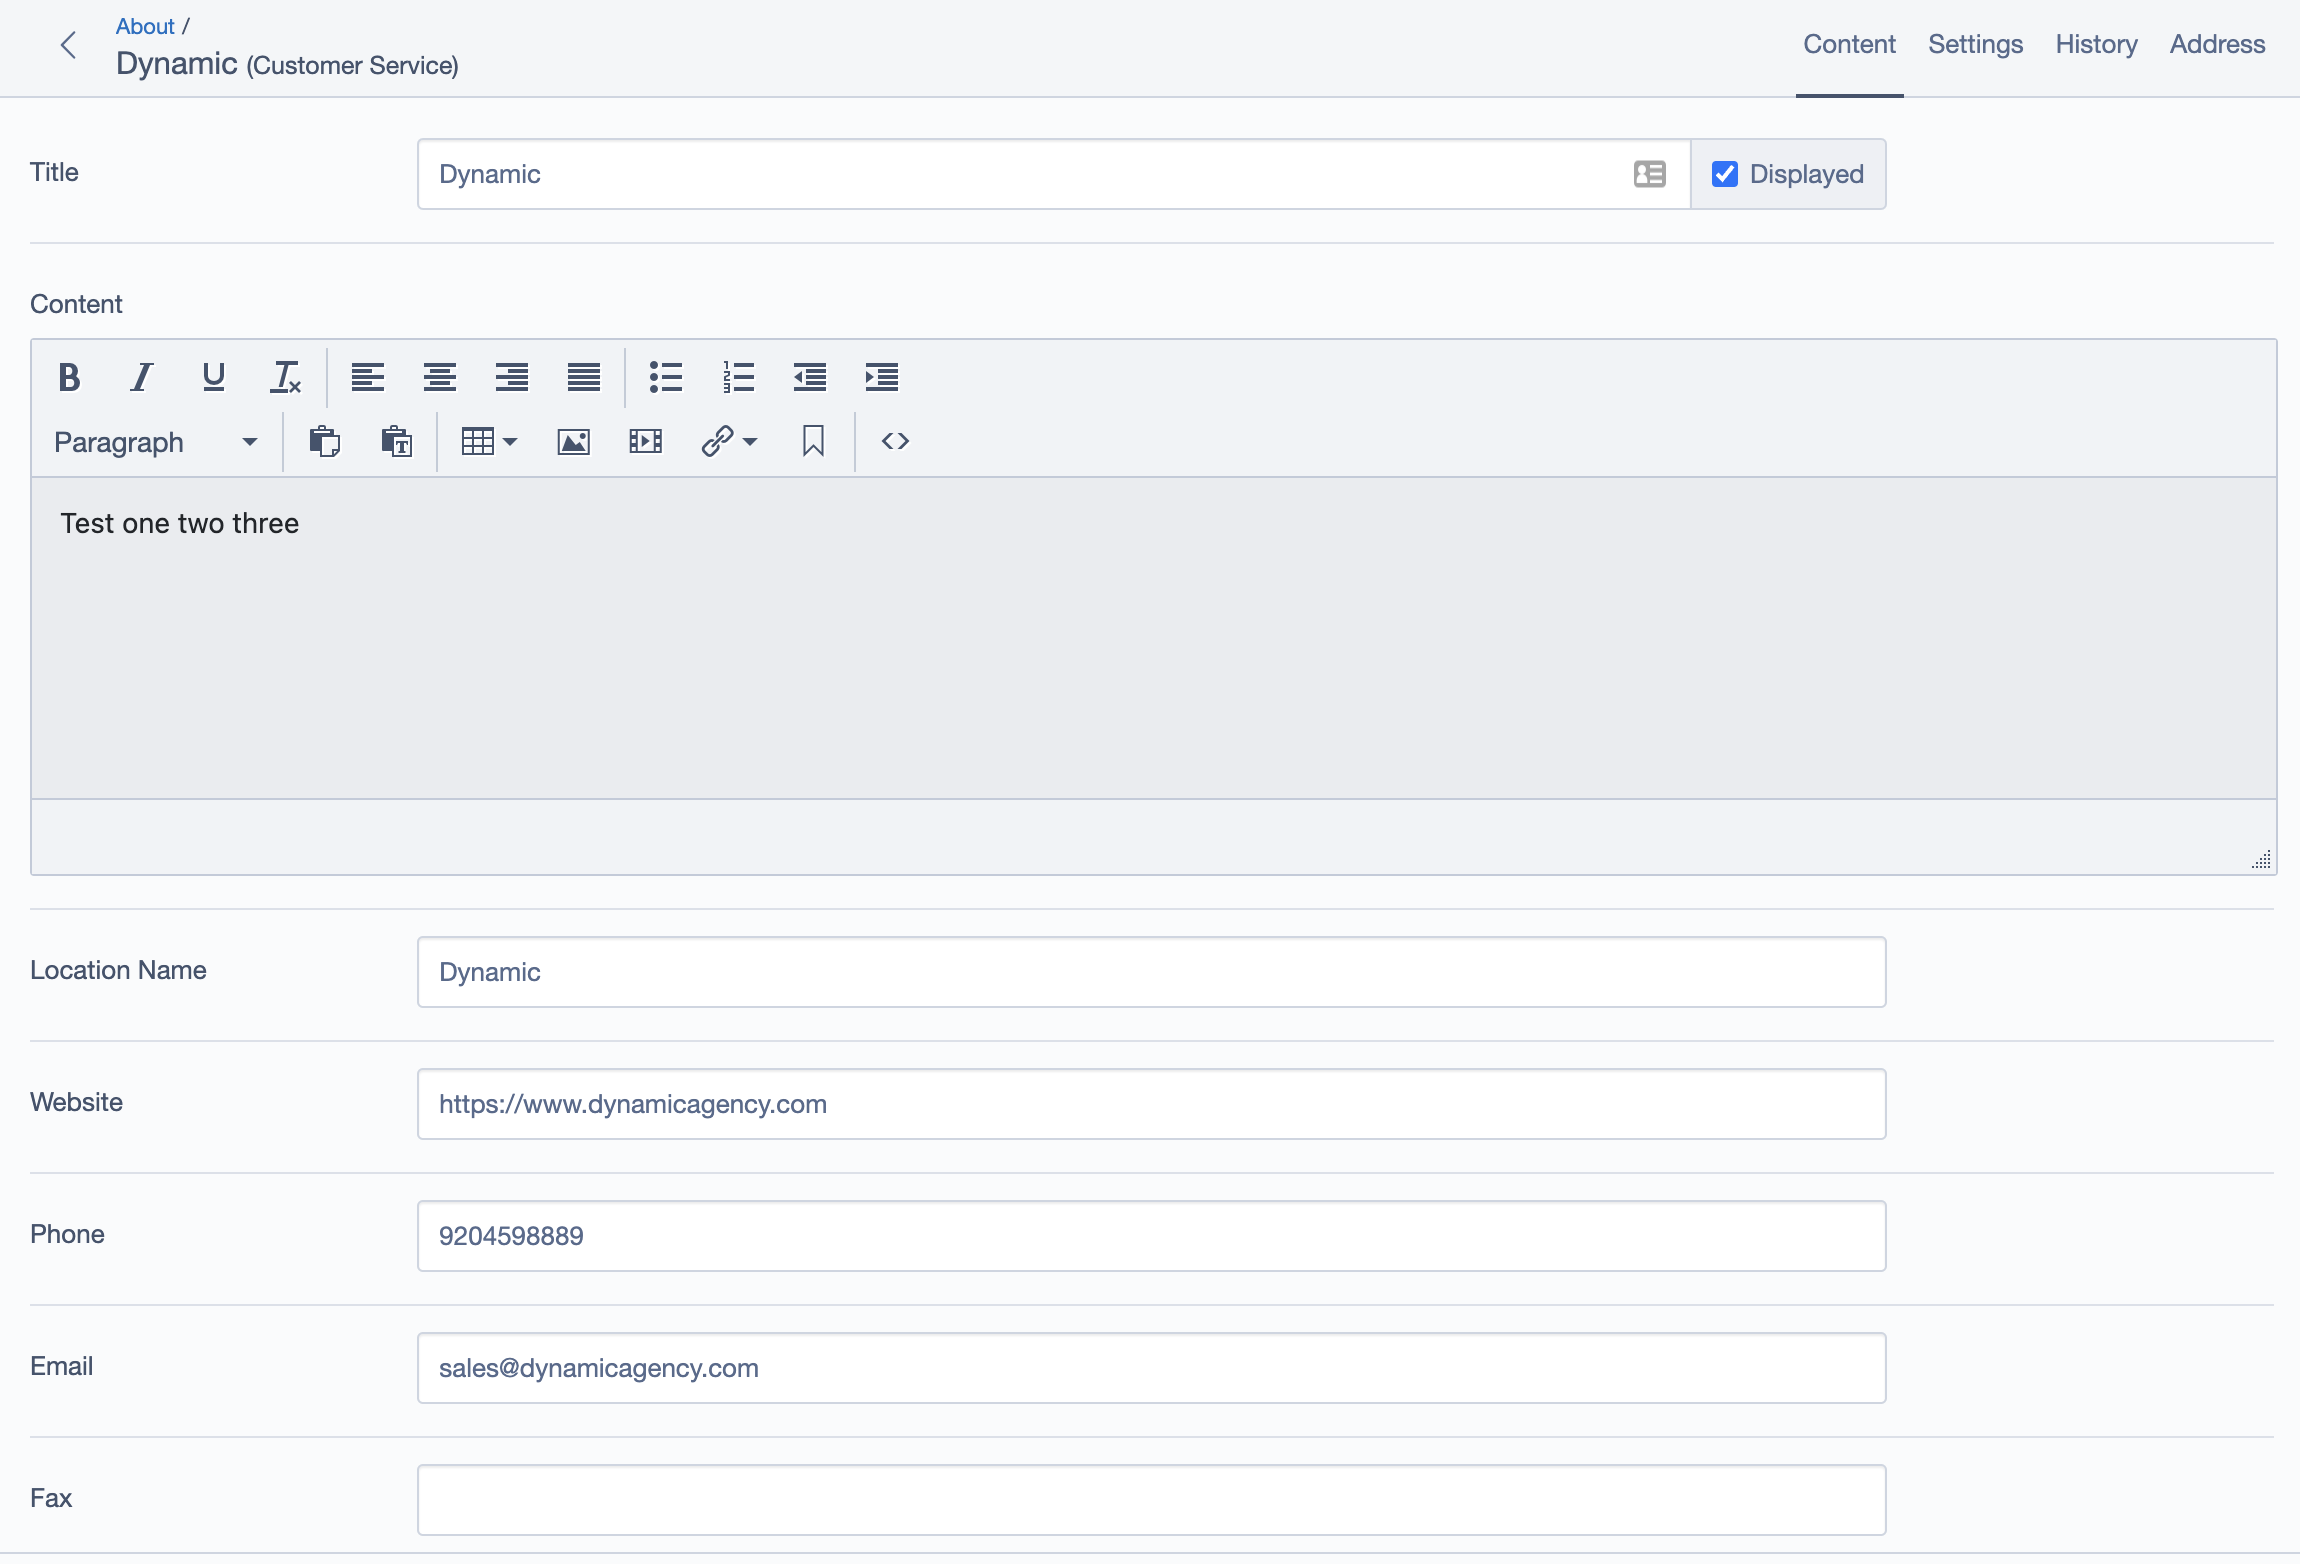 About /
Dynamic (Customer Service)
Content Settings History Address
Title
Dynamic
Displayed
Content
Paragraph
Test one two three
Location Name
Dynamic
Website
https://www.dynamicagency.com
Phone
9204598889
Email
sales@dynamicagency.com
Fax